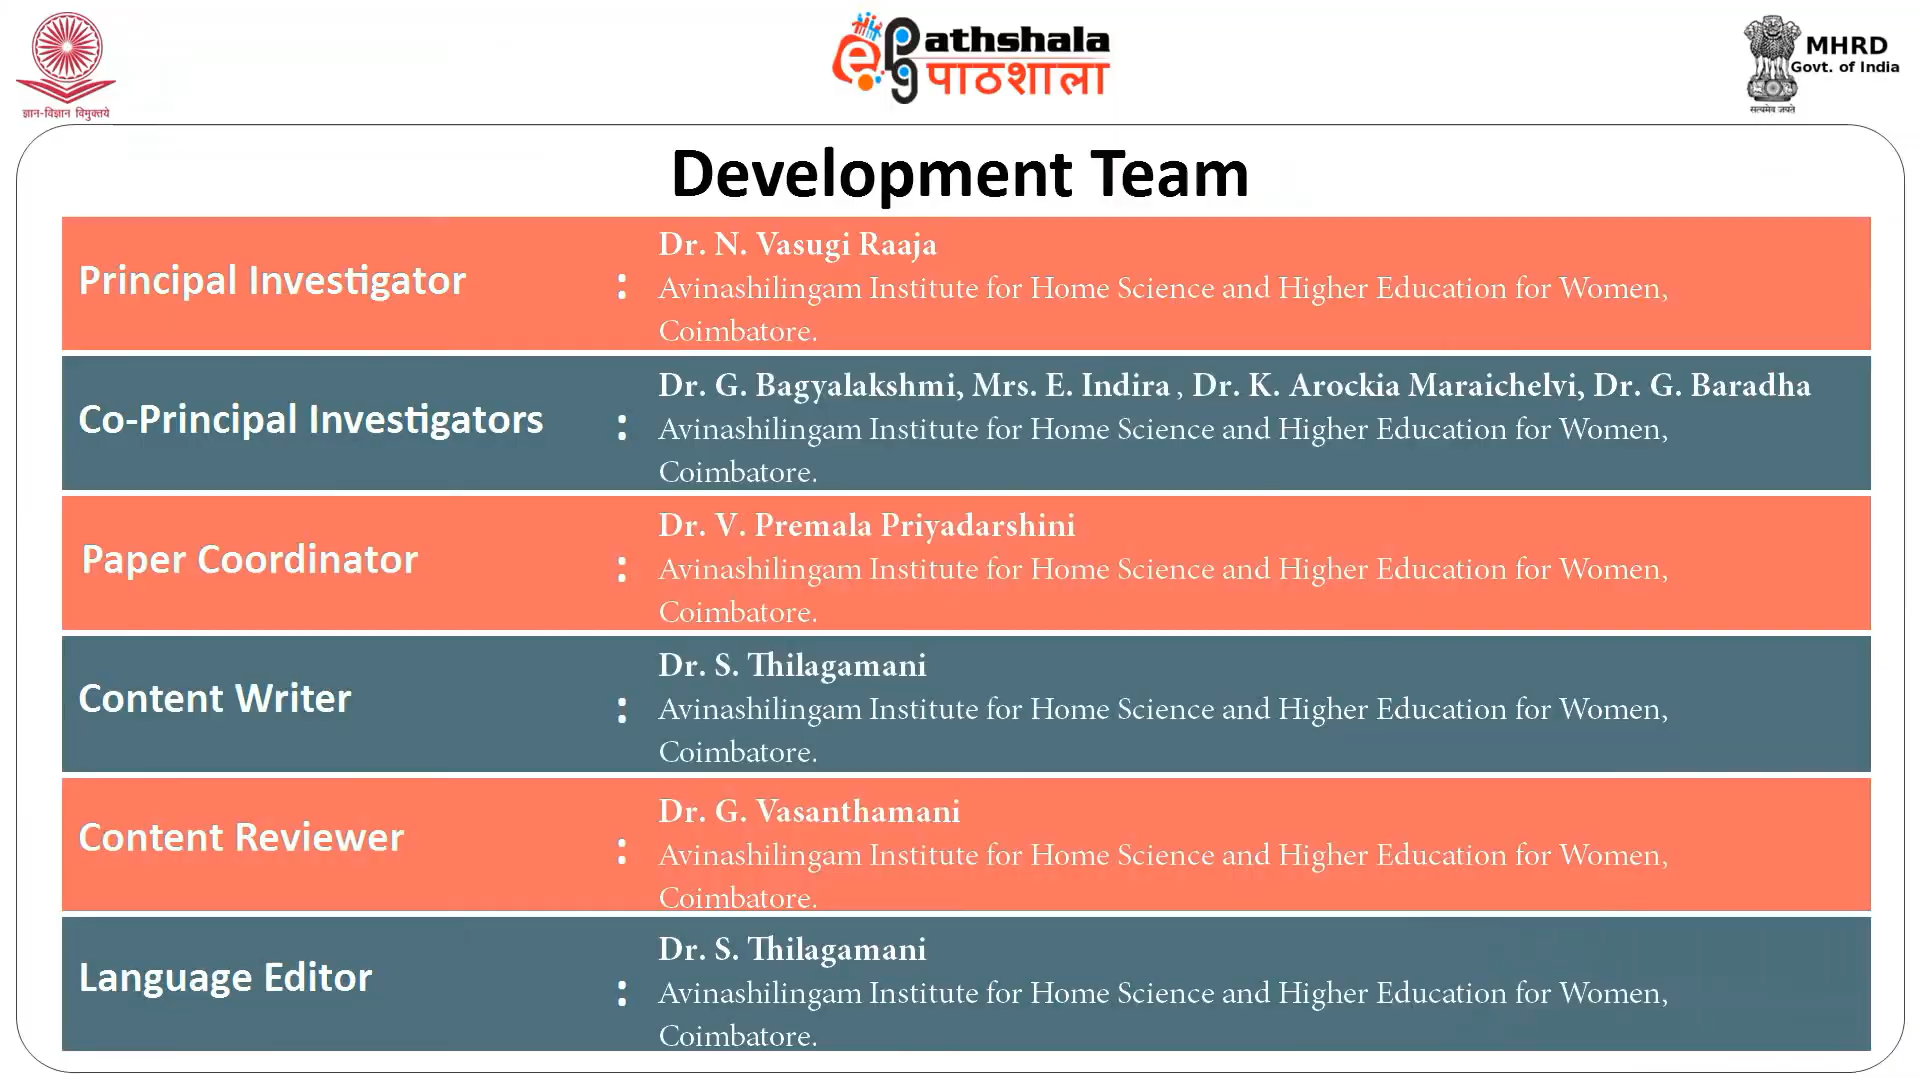 ज्ञान-विज्ञान विमुक्तये
e Pg Pathshala
पाठशाला
MHRD
Govt. of India
सत्यमेव जयते
Development Team
Principal Investigator :
Dr. N. Vasugi Raaja
Avinashilingam Institute for Home Science and Higher Education for Women,
Coimbatore.
Co-Principal Investigators :
Dr. G. Bagyalakshmi, Mrs. E. Indira , Dr. K. Arockia Maraichelvi, Dr. G. Baradha
Avinashilingam Institute for Home Science and Higher Education for Women,
Coimbatore.
Paper Coordinator :
Dr. V. Premala Priyadarshini
Avinashilingam Institute for Home Science and Higher Education for Women,
Coimbatore.
Content Writer :
Dr. S. Thilagamani
Avinashilingam Institute for Home Science and Higher Education for Women,
Coimbatore.
Content Reviewer :
Dr. G. Vasanthamani
Avinashilingam Institute for Home Science and Higher Education for Women,
Coimbatore.
Language Editor :
Dr. S. Thilagamani
Avinashilingam Institute for Home Science and Higher Education for Women,
Coimbatore.